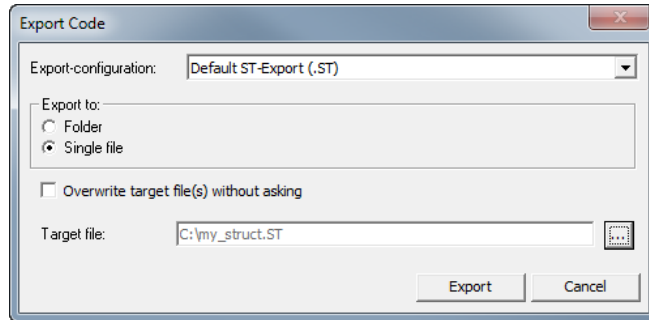 Export Code
Export-configuration: Default ST-Export (.ST)
Export to:
Folder
Single file
Overwrite target file(s) without asking
Target file: C:\my_struct.ST ...
Export Cancel